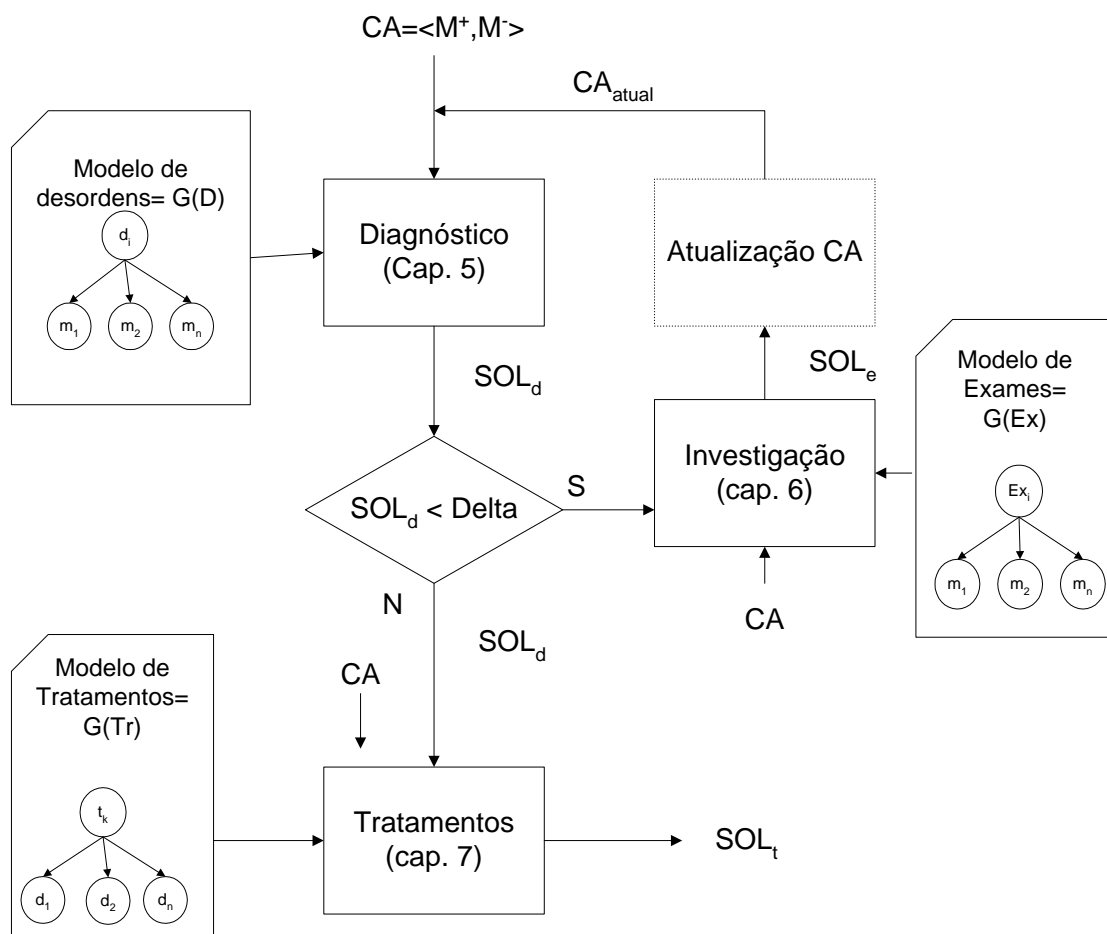 CA=<M⁺,M⁻>
CA_atual
Modelo de
desordens= G(D)
d_i
m_1 m_2 m_n
Diagnóstico
(Cap. 5)
Atualização CA
SOL_d
SOL_e
Modelo de
Exames=
G(Ex)
Ex_i
m_1 m_2 m_n
SOL_d < Delta
S
Investigação
(cap. 6)
CA
N
SOL_d
CA
Modelo de
Tratamentos=
G(Tr)
t_k
d_1 d_2 d_n
Tratamentos
(cap. 7)
SOL_t